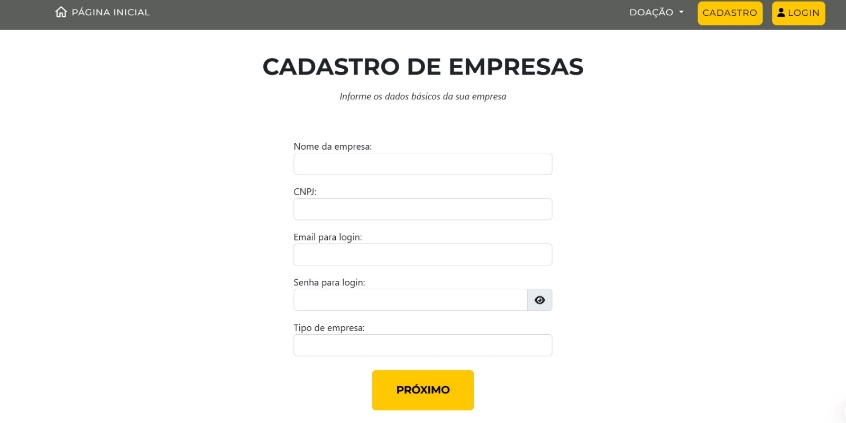 PÁGINA INICIAL
DOAÇÃO
CADASTRO
LOGIN
CADASTRO DE EMPRESAS
Informe os dados básicos da sua empresa
Nome da empresa:
CNPJ:
Email para login:
Senha para login:
Tipo de empresa:
PRÓXIMO